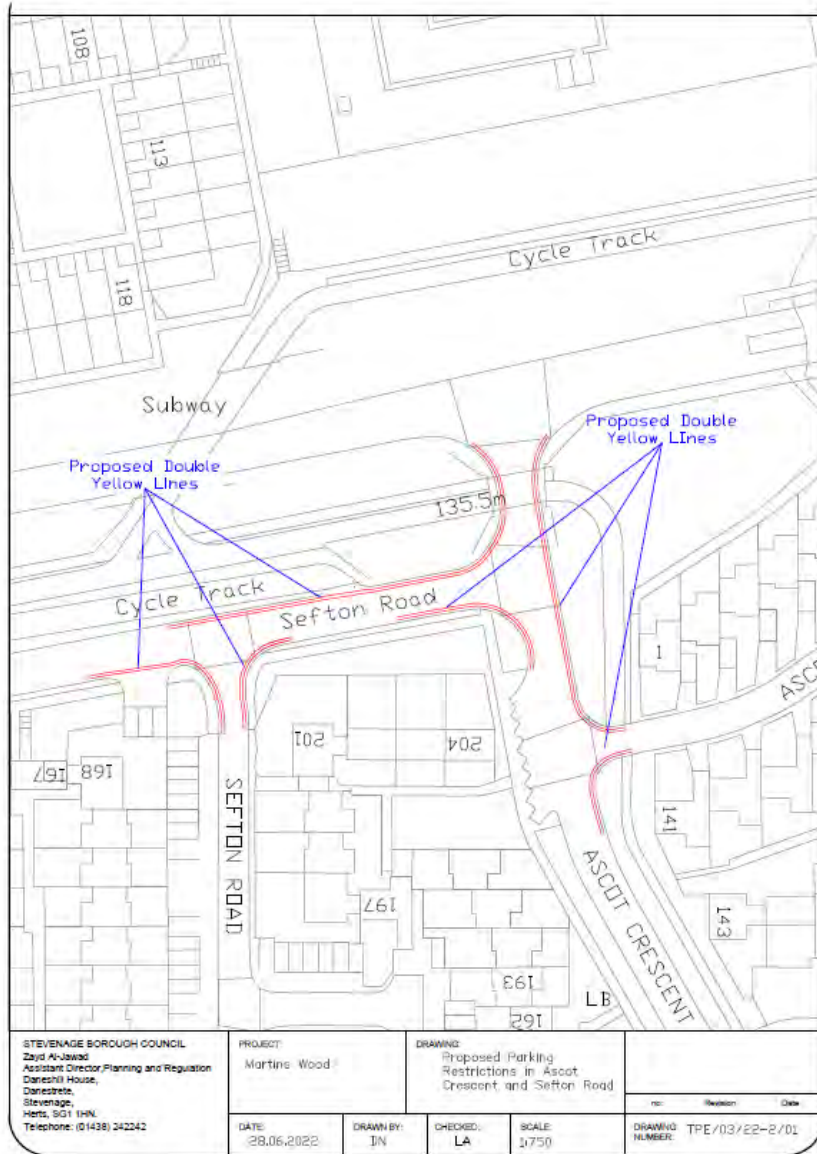 108
113
118
Cycle Track
Subway
Proposed Double
Yellow LInes
Proposed Double
Yellow LInes
135.5m
Cycle Track
Sefton Road
1
ASCE
201
204
167
168
SEFTON ROAD
141
197
ASCOT CRESCENT
143
193
LB
162
STEVENAGE BOROUGH COUNCIL
Zayd Al-Jawad
Assistant Director,Planning and Regulation
Daneshill House,
Danestrete,
Stevenage,
Herts, SG1 1HN.
Telephone: (01438) 242242
PROJECT
Martins Wood
DRAWING
Proposed Parking
Restrictions in Ascot
Crescent and Sefton Road
no: Revision Date
DATE:
28.06.2022
DRAWN BY:
DN
CHECKED:
LA
SCALE:
1:750
DRAWING
NUMBER: TPE/03/22-2/01